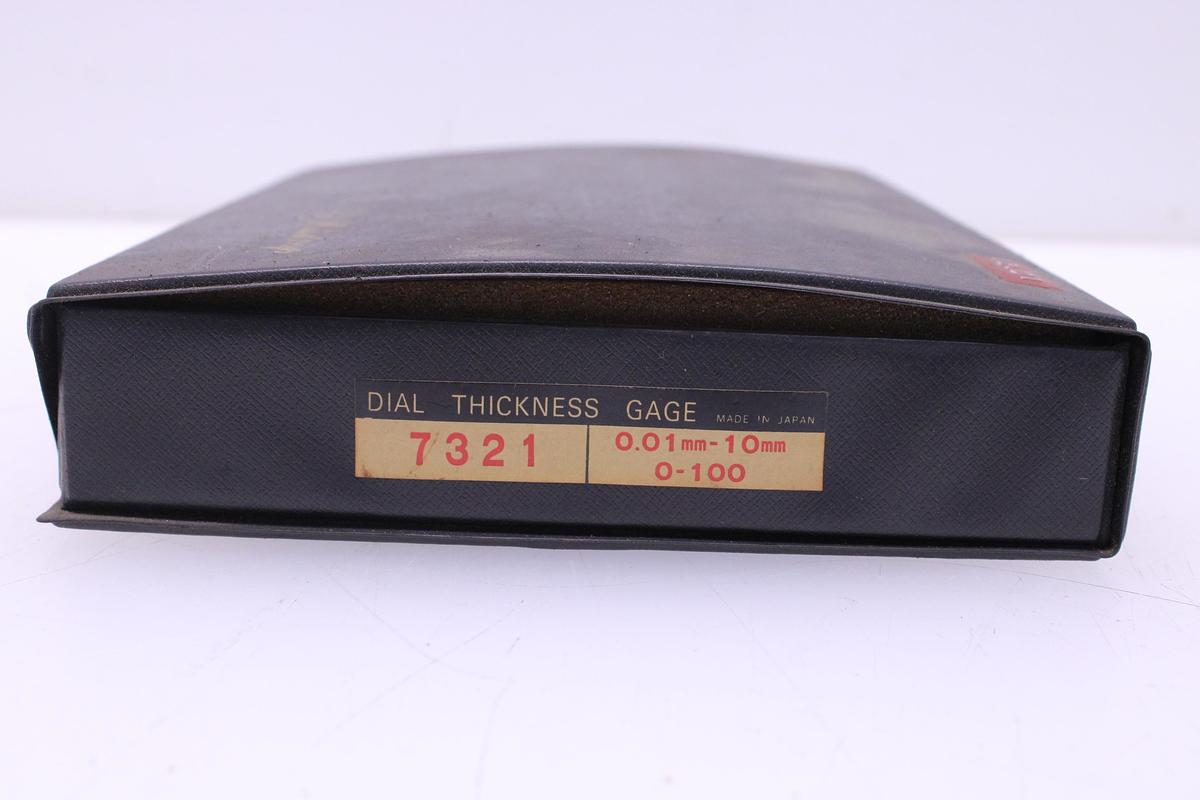 DIAL THICKNESS GAGE MADE IN JAPAN
7321
0.01mm-10mm
0-100